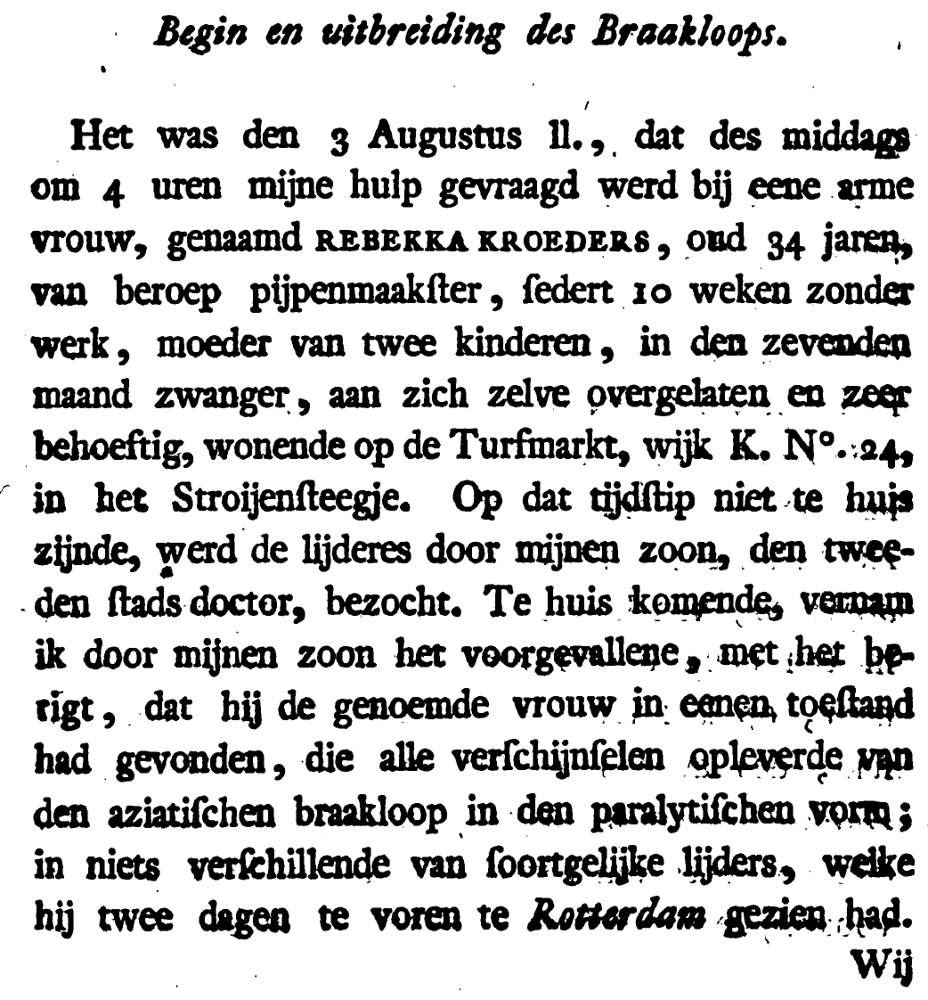 Begin en uitbreiding des Braakloops.
Het was den 3 Augustus ll., dat des middags
om 4 uren mijne hulp gevraagd werd bij eene arme
vrouw, genaamd REBEKKA KROEDERS, oud 34 jaren,
van beroep pijpenmaakſter, ſedert 10 weken zonder
werk, moeder van twee kinderen, in den zevenden
maand zwanger, aan zich zelve overgelaten en zeer
behoeftig, wonende op de Turfmarkt, wijk K. N°. 24,
in het Stroijenſteegje. Op dat tijdſtip niet te huis
zijnde, werd de lijderes door mijnen zoon, den twee-
den ſtads doctor, bezocht. Te huis komende, vernam
ik door mijnen zoon het voorgevallene, met het be-
rigt, dat hij de genoemde vrouw in eenen toeſtand
had gevonden, die alle verſchijnſelen opleverde van
den aziatiſchen braakloop in den paralytiſchen vorm;
in niets verſchillende van ſoortgelijke lijders, welke
hij twee dagen te voren te Rotterdam gezien had.
Wij